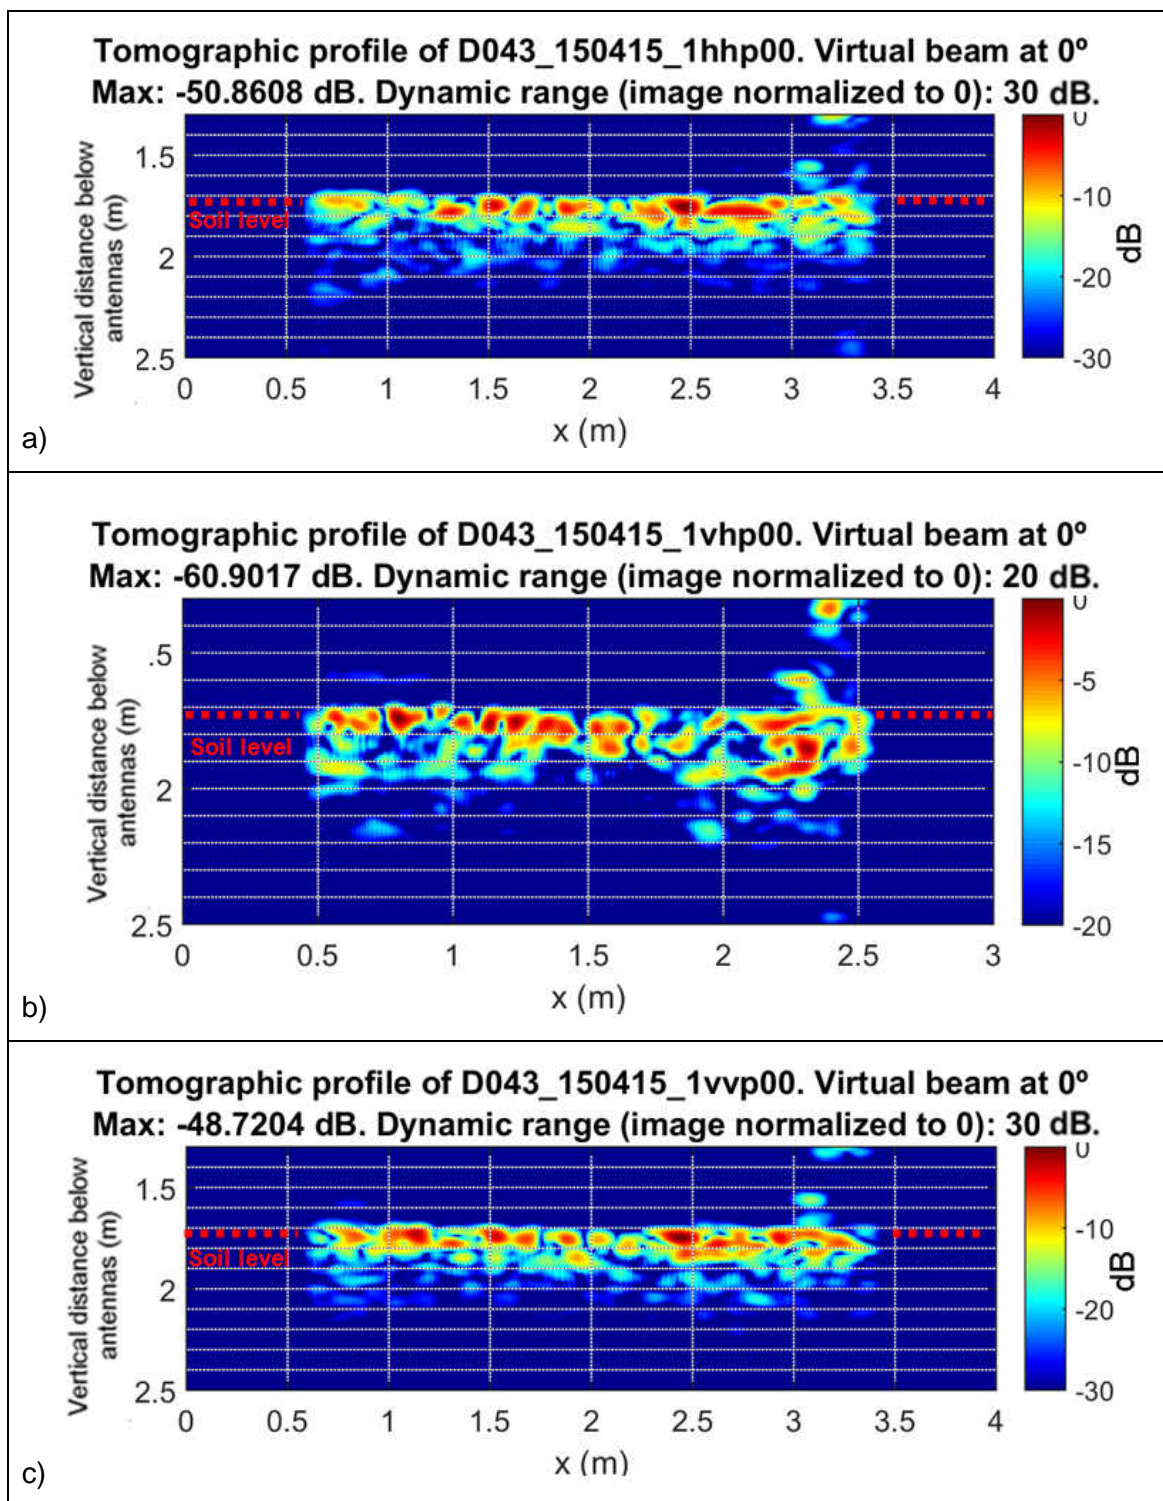 Tomographic profile of D043_150415_1hhp00. Virtual beam at 0º
Max: -50.8608 dB. Dynamic range (image normalized to 0): 30 dB.
Vertical distance below
antennas (m)
1.5
2
2.5
Soil level
0
0.5
1
1.5
2
2.5
3
3.5
4
x (m)
0
-10
-20
-30
dB
a)
Tomographic profile of D043_150415_1vhp00. Virtual beam at 0º
Max: -60.9017 dB. Dynamic range (image normalized to 0): 20 dB.
Vertical distance below
antennas (m)
.5
2
2.5
Soil level
0
0.5
1
1.5
2
2.5
3
x (m)
0
-5
-10
-15
-20
dB
b)
Tomographic profile of D043_150415_1vvp00. Virtual beam at 0º
Max: -48.7204 dB. Dynamic range (image normalized to 0): 30 dB.
Vertical distance below
antennas (m)
1.5
2
2.5
Soil level
0
0.5
1
1.5
2
2.5
3
3.5
4
x (m)
0
-10
-20
-30
dB
c)